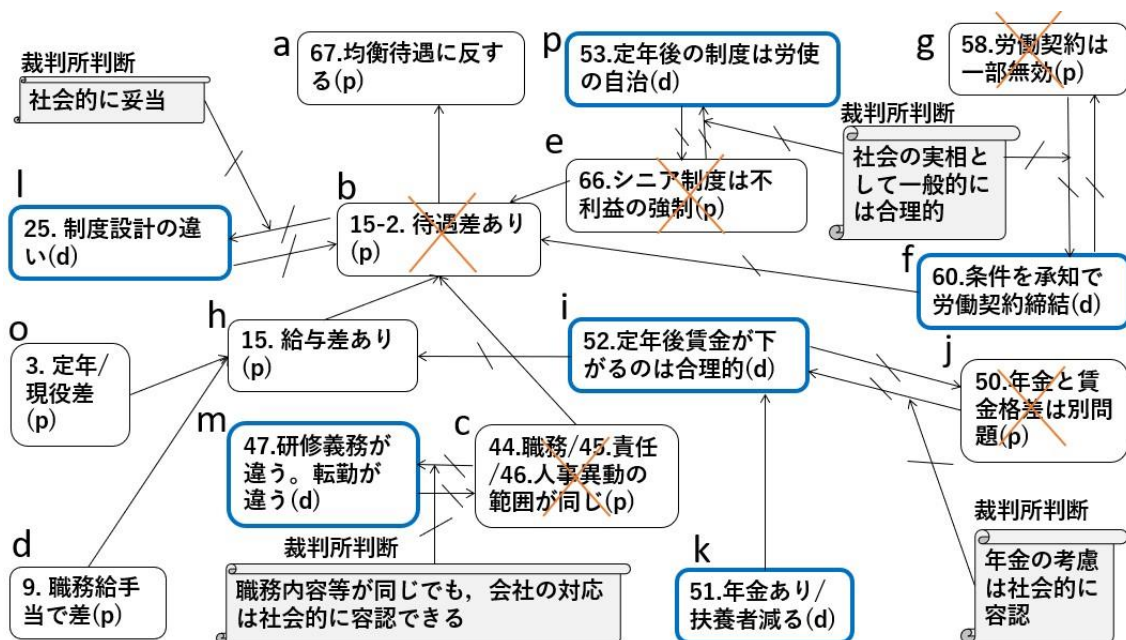 a
67.均衡待遇に反す
る(p)
p
53.定年後の制度は労使
の自治(d)
g
58.労働契約は
一部無効(p)
裁判所判断
社会的に妥当
裁判所判断
社会の実相と
して一般的に
は合理的
e
66.シニア制度は不
利益の強制(p)
l
25. 制度設計の違
い(d)
b
15-2. 待遇差あり
(p)
f
60.条件を承知で
労働契約締結(d)
o
3. 定年/
現役差
(p)
h
15. 給与差あり
(p)
i
52.定年後賃金が下
がるのは合理的(d)
j
50.年金と賃
金格差は別問
題(p)
m
47.研修義務が
違う。転勤が
違う(d)
c
44.職務/45.責任
/46.人事異動の
範囲が同じ(p)
d
9. 職務給手
当で差(p)
裁判所判断
職務内容等が同じでも，会社の対応
は社会的に容認できる
k
51.年金あり/
扶養者減る(d)
裁判所判断
年金の考慮
は社会的に
容認